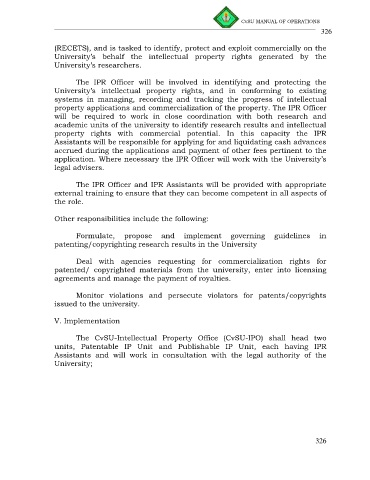 CvSU MANUAL OF OPERATIONS
326
(RECETS), and is tasked to identify, protect and exploit commercially on the
University's behalf the intellectual property rights generated by the
University's researchers.
The IPR Officer will be involved in identifying and protecting the
University's intellectual property rights, and in conforming to existing
systems in managing, recording and tracking the progress of intellectual
property applications and commercialization of the property. The IPR Officer
will be required to work in close coordination with both research and
academic units of the university to identify research results and intellectual
property rights with commercial potential. In this capacity the IPR
Assistants will be responsible for applying for and liquidating cash advances
accrued during the applications and payment of other fees pertinent to the
application. Where necessary the IPR Officer will work with the University's
legal advisers.
The IPR Officer and IPR Assistants will be provided with appropriate
external training to ensure that they can become competent in all aspects of
the role.
Other responsibilities include the following:
Formulate, propose and implement governing guidelines in
patenting/copyrighting research results in the University
Deal with agencies requesting for commercialization rights for
patented/ copyrighted materials from the university, enter into licensing
agreements and manage the payment of royalties.
Monitor violations and persecute violators for patents/copyrights
issued to the university.
V. Implementation
The CvSU-Intellectual Property Office (CvSU-IPO) shall head two
units, Patentable IP Unit and Publishable IP Unit, each having IPR
Assistants and will work in consultation with the legal authority of the
University;
326